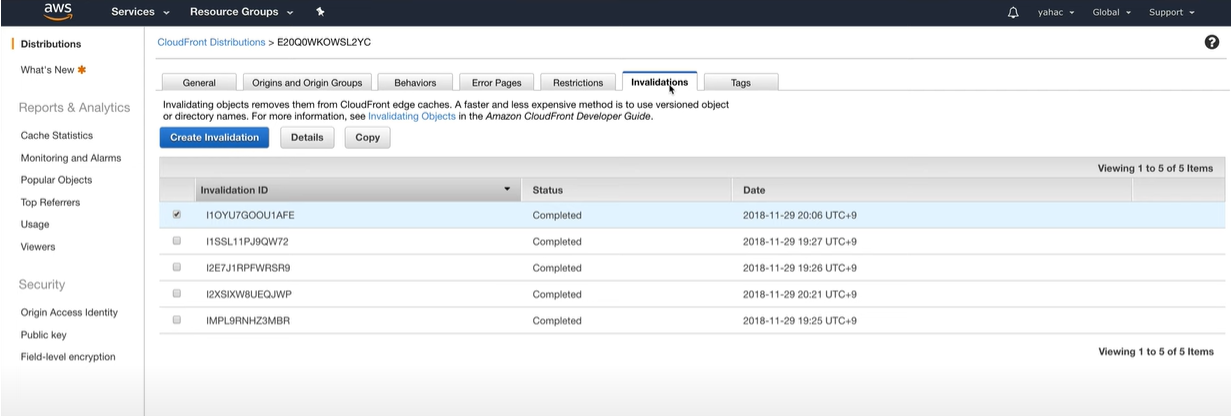 aws
Services Resource Groups yahac Global Support
Distributions
What's New
Reports & Analytics
Cache Statistics
Monitoring and Alarms
Popular Objects
Top Referrers
Usage
Viewers
Security
Origin Access Identity
Public key
Field-level encryption
CloudFront Distributions > E20Q0WKOWSL2YC
General Origins and Origin Groups Behaviors Error Pages Restrictions Invalidations Tags
Invalidating objects removes them from CloudFront edge caches. A faster and less expensive method is to use versioned object
or directory names. For more information, see Invalidating Objects in the Amazon CloudFront Developer Guide.
Create Invalidation Details Copy
Viewing 1 to 5 of 5 Items
Invalidation ID Status Date
I1OYU7GOOU1AFE Completed 2018-11-29 20:06 UTC+9
I1SSL11PJ9QW72 Completed 2018-11-29 19:27 UTC+9
I2E7J1RPFWRSR9 Completed 2018-11-29 19:26 UTC+9
I2XSIXW8UEQJWP Completed 2018-11-29 20:21 UTC+9
IMPL9RNHZ3MBR Completed 2018-11-29 19:25 UTC+9
Viewing 1 to 5 of 5 Items